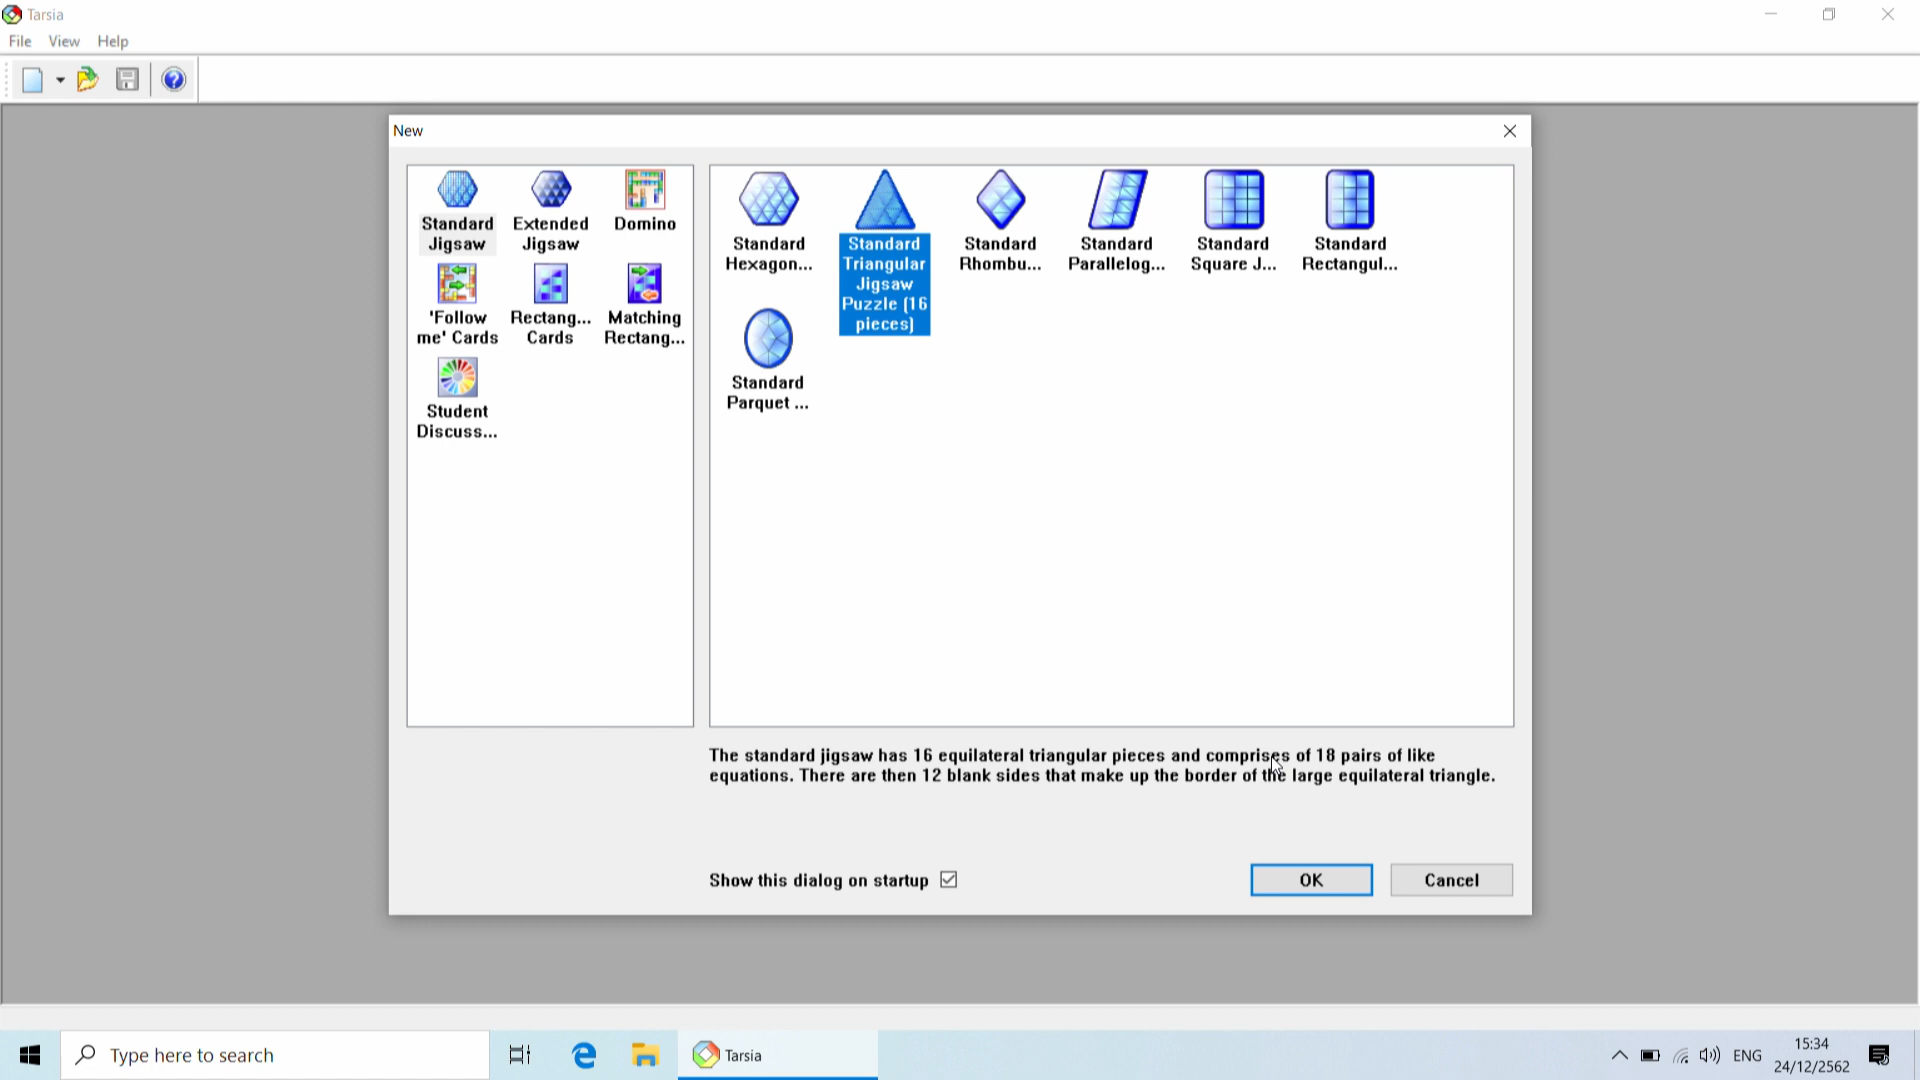 Tarsia
File View Help
New
Standard Jigsaw
Extended Jigsaw
Domino
'Follow me' Cards
Rectang... Cards
Matching Rectang...
Student Discuss...
Standard Hexagon...
Standard Triangular Jigsaw Puzzle (16 pieces)
Standard Rhombu...
Standard Parallelog...
Standard Square J...
Standard Rectangul...
Standard Parquet ...
The standard jigsaw has 16 equilateral triangular pieces and comprises of 18 pairs of like
equations. There are then 12 blank sides that make up the border of the large equilateral triangle.
Show this dialog on startup
OK
Cancel
Type here to search
Tarsia
ENG
15:34
24/12/2562